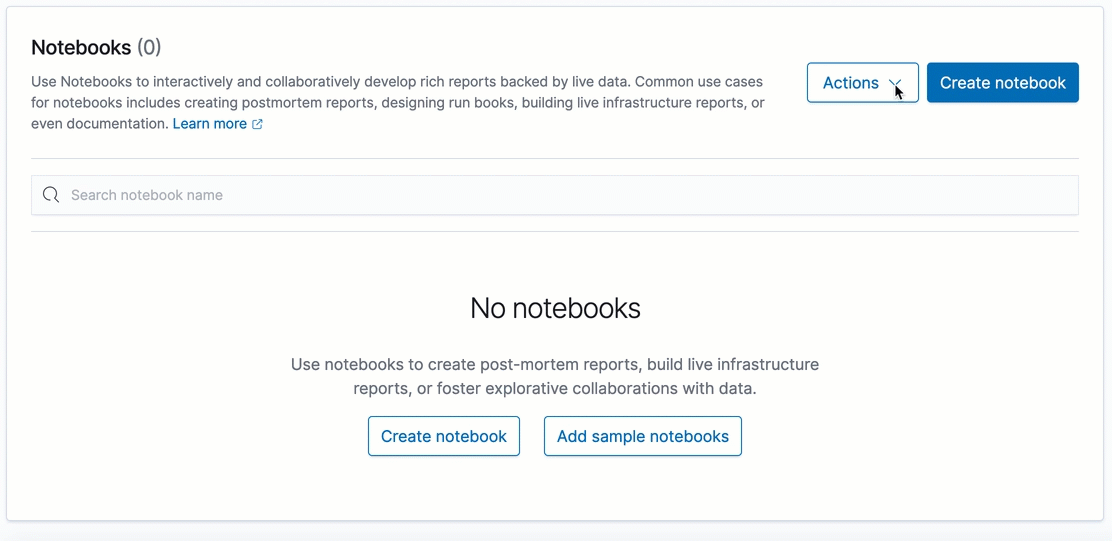 Notebooks (0)
Use Notebooks to interactively and collaboratively develop rich reports backed by live data. Common use cases
for notebooks includes creating postmortem reports, designing run books, building live infrastructure reports, or
even documentation. Learn more
Actions
Create notebook
Search notebook name
No notebooks
Use notebooks to create post-mortem reports, build live infrastructure
reports, or foster explorative collaborations with data.
Create notebook
Add sample notebooks